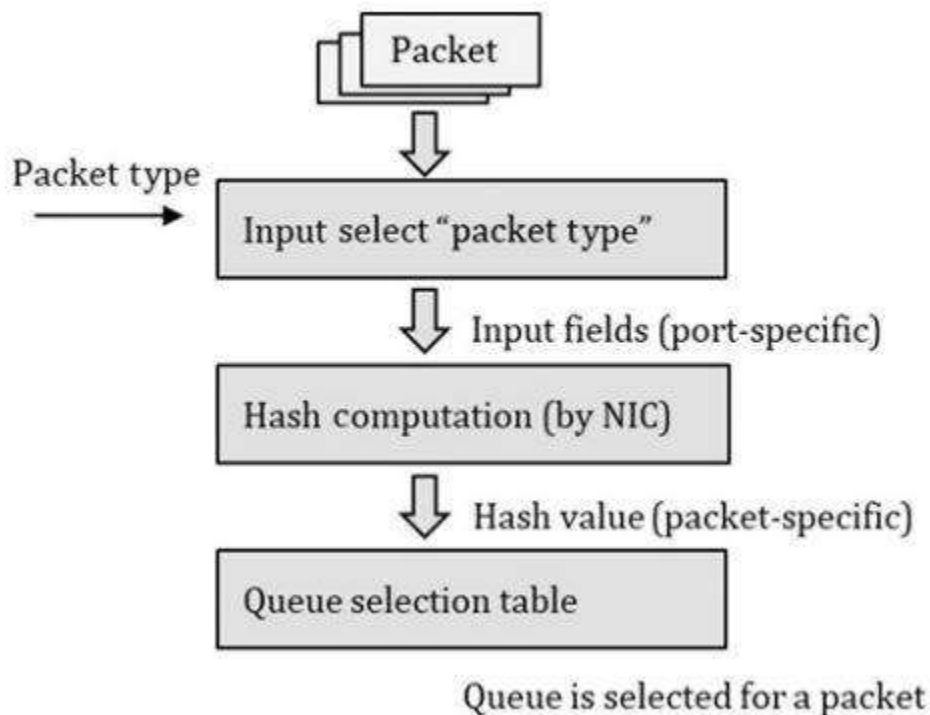 Packet
Packet type
Input select “packet type”
Input fields (port-specific)
Hash computation (by NIC)
Hash value (packet-specific)
Queue selection table
Queue is selected for a packet